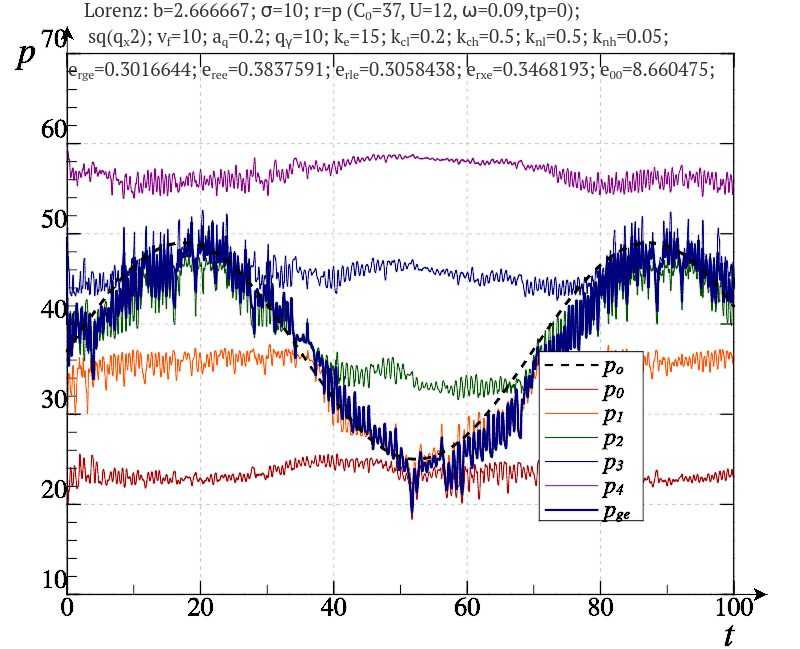 Lorenz: b=2.666667; σ=10; r=p (C₀=37, U=12, ω=0.09,tp=0);
sq(qₓ2); v_f=10; a_q=0.2; q_γ=10; k_e=15; k_cl=0.2; k_ch=0.5; k_nl=0.5; k_nh=0.05;
e_rge=0.3016644; e_ree=0.3837591; e_rle=0.3058438; e_rxe=0.3468193; e_00=8.660475;
p
70
60
50
40
30
20
10
p_o
p_0
p_1
p_2
p_3
p_4
p_ge
0 20 40 60 80 100
t